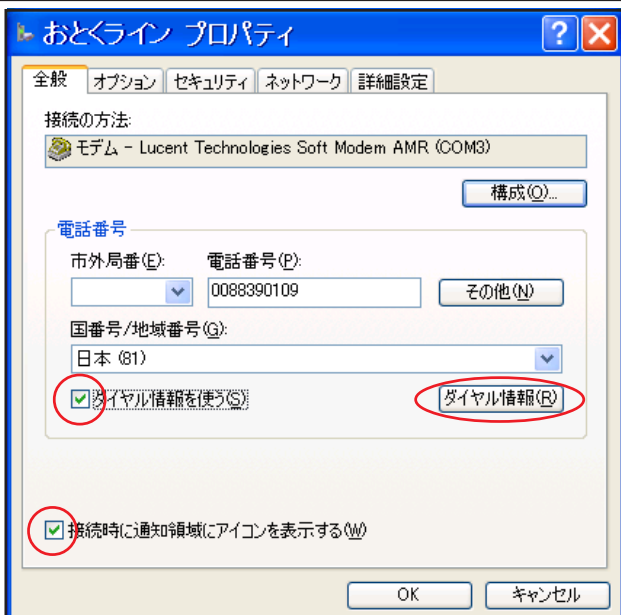 おとくライン プロパティ
全般 オプション セキュリティ ネットワーク 詳細設定
接続の方法:
モデム - Lucent Technologies Soft Modem AMR (COM3)
構成(O)...
電話番号
市外局番(E): 電話番号(P):
0088390109 その他(N)
国番号/地域番号(G):
日本 (81)
ダイヤル情報を使う(S) ダイヤル情報(R)
接続時に通知領域にアイコンを表示する(W)
OK キャンセル